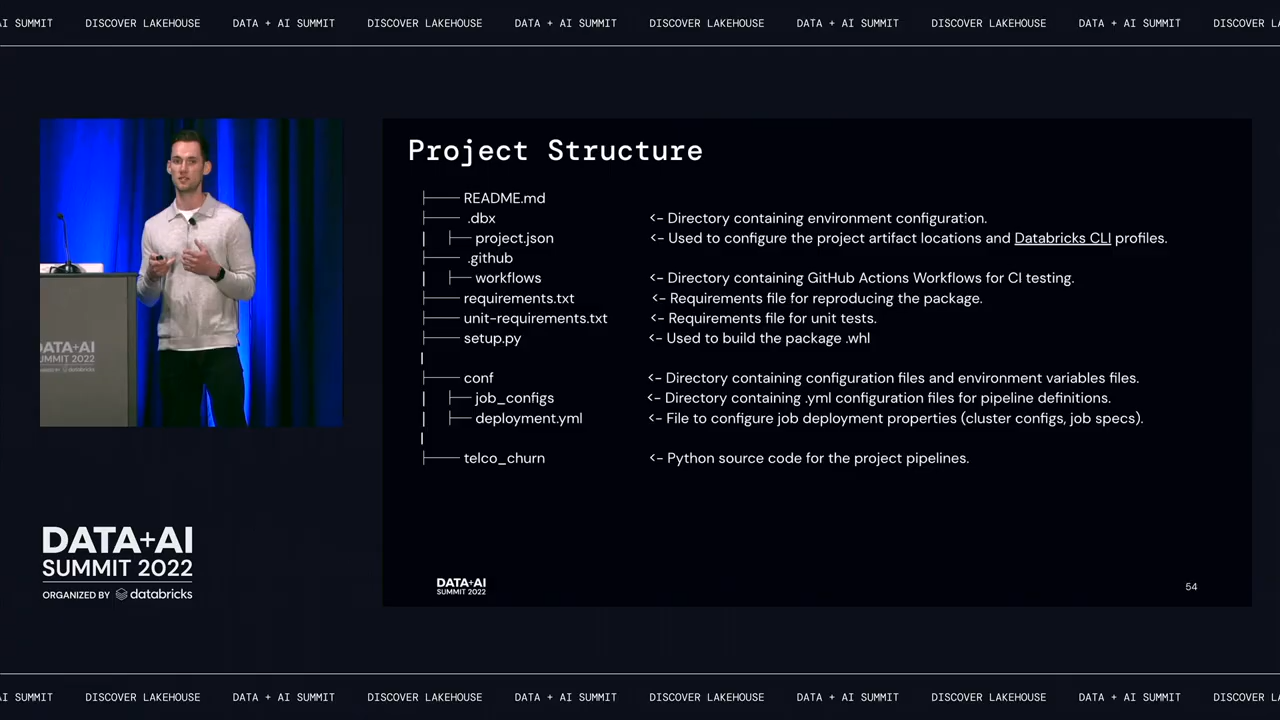 AI SUMMIT DISCOVER LAKEHOUSE DATA + AI SUMMIT DISCOVER LAKEHOUSE DATA + AI SUMMIT DISCOVER LAKEHOUSE DATA + AI SUMMIT DISCOVER LAKEHOUSE DATA + AI SUMMIT DISCOVER L
Project Structure
├── README.md
├── .dbx <- Directory containing environment configuration.
│ ├── project.json <- Used to configure the project artifact locations and Databricks CLI profiles.
├── .github
│ ├── workflows <- Directory containing GitHub Actions Workflows for CI testing.
├── requirements.txt <- Requirements file for reproducing the package.
├── unit-requirements.txt <- Requirements file for unit tests.
├── setup.py <- Used to build the package .whl
|
├── conf <- Directory containing configuration files and environment variables files.
│ ├── job_configs <- Directory containing .yml configuration files for pipeline definitions.
│ ├── deployment.yml <- File to configure job deployment properties (cluster configs, job specs).
|
├── telco_churn <- Python source code for the project pipelines.
DATA+AI
SUMMIT 2022
54
DATA+AI
SUMMIT 2022
DATA+AI
SUMMIT 2022
ORGANIZED BY databricks
AI SUMMIT DISCOVER LAKEHOUSE DATA + AI SUMMIT DISCOVER LAKEHOUSE DATA + AI SUMMIT DISCOVER LAKEHOUSE DATA + AI SUMMIT DISCOVER LAKEHOUSE DATA + AI SUMMIT DISCOVER L